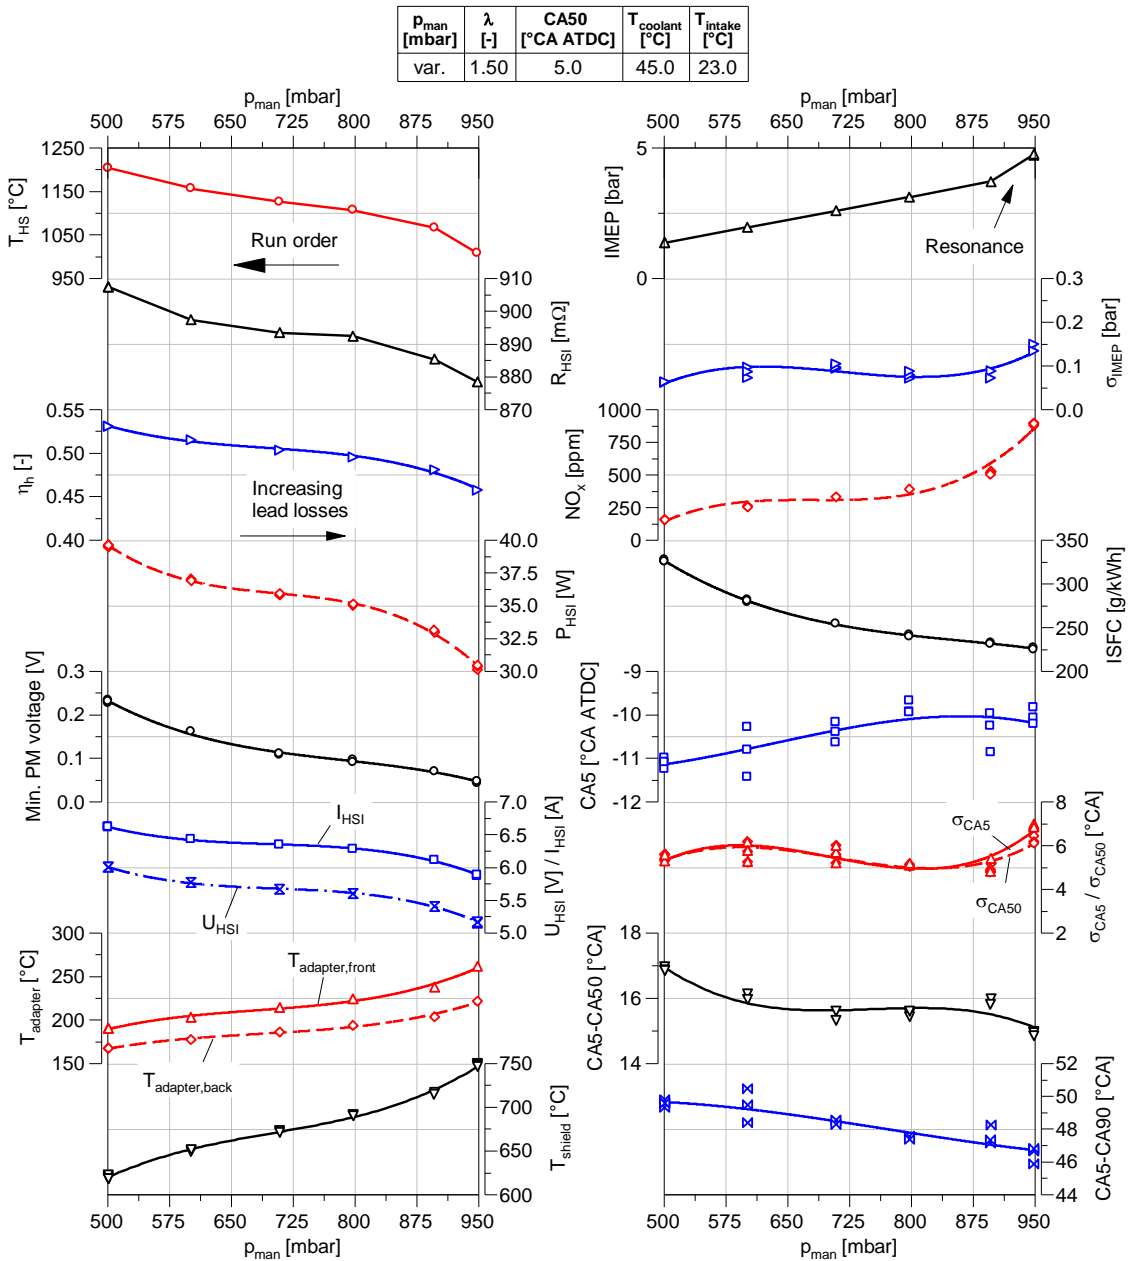 p_man [mbar] λ [-] CA50 [°CA ATDC] T_coolant [°C] T_intake [°C]
var. 1.50 5.0 45.0 23.0
p_man [mbar]
500 575 650 725 800 875 950
p_man [mbar]
500 575 650 725 800 875 950
T_HS [°C]
1250
1150
1050
950
Run order
R_HSI [mΩ]
910
900
890
880
870
η_h [-]
0.55
0.50
0.45
0.40
Increasing
lead losses
P_HSI [W]
40.0
37.5
35.0
32.5
30.0
Min. PM voltage [V]
0.3
0.2
0.1
0.0
U_HSI [V] / I_HSI [A]
7.0
6.5
6.0
5.5
5.0
I_HSI
U_HSI
T_adapter [°C]
300
250
200
150
T_adapter,front
T_adapter,back
T_shield [°C]
750
700
650
600
500 575 650 725 800 875 950
p_man [mbar]
IMEP [bar]
5
2
0
Resonance
σ_IMEP [bar]
0.3
0.2
0.1
0.0
NO_x [ppm]
1000
750
500
250
0
ISFC [g/kWh]
350
300
250
200
CA5 [°CA ATDC]
-9
-10
-11
-12
σ_CA5 / σ_CA50 [°CA]
8
6
4
2
σ_CA5
σ_CA50
CA5-CA50 [°CA]
18
16
14
CA5-CA90 [°CA]
52
50
48
46
44
500 575 650 725 800 875 950
p_man [mbar]